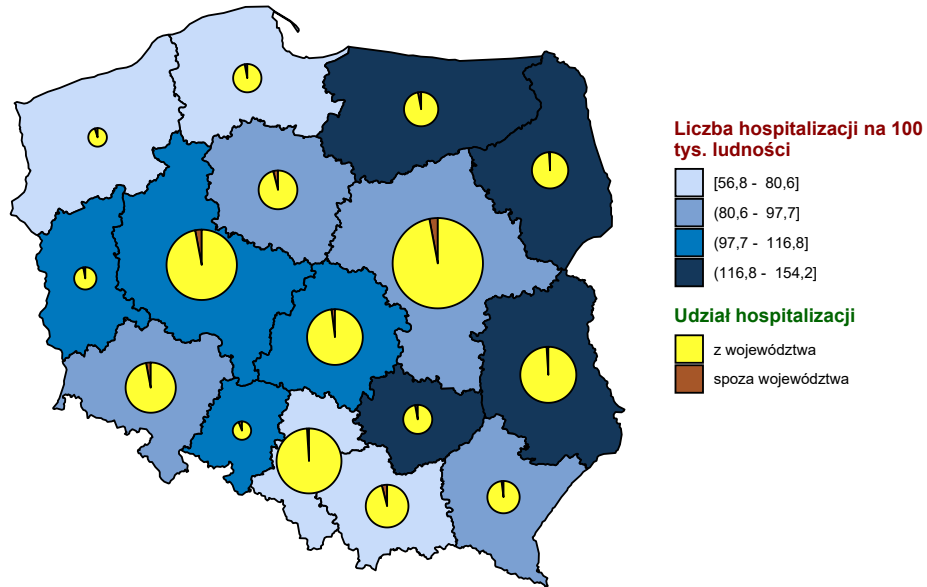 Liczba hospitalizacji na 100
tys. ludności
[56,8 - 80,6]
(80,6 - 97,7]
(97,7 - 116,8]
(116,8 - 154,2]
Udział hospitalizacji
z województwa
spoza województwa